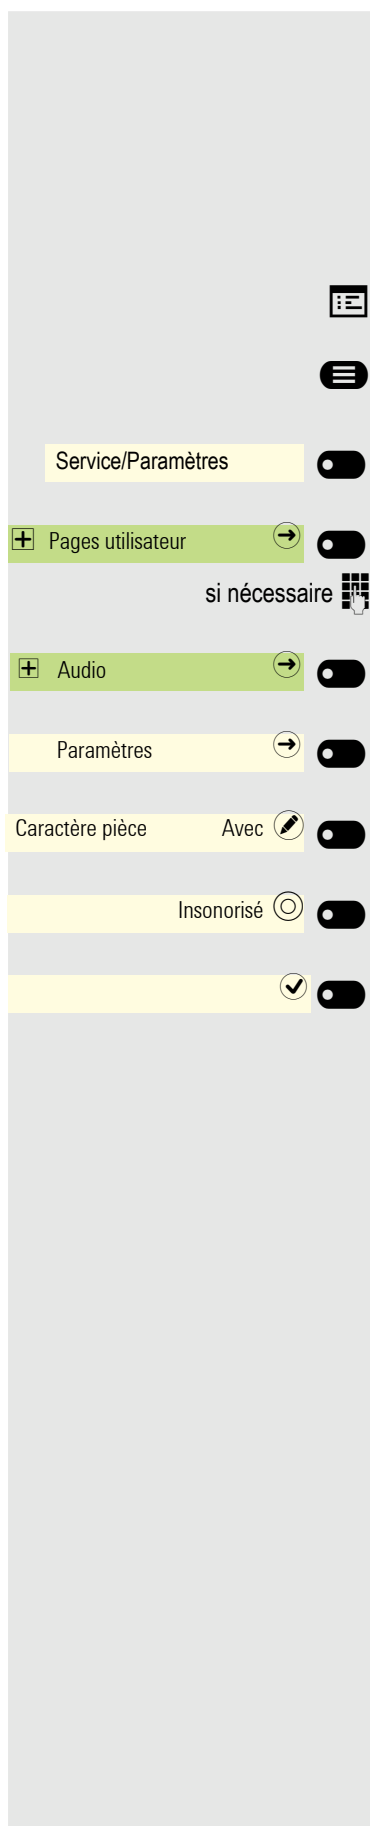 Service/Paramètres
Pages utilisateur
si nécessaire
Audio
Paramètres
Caractère pièce Avec
Insonorisé